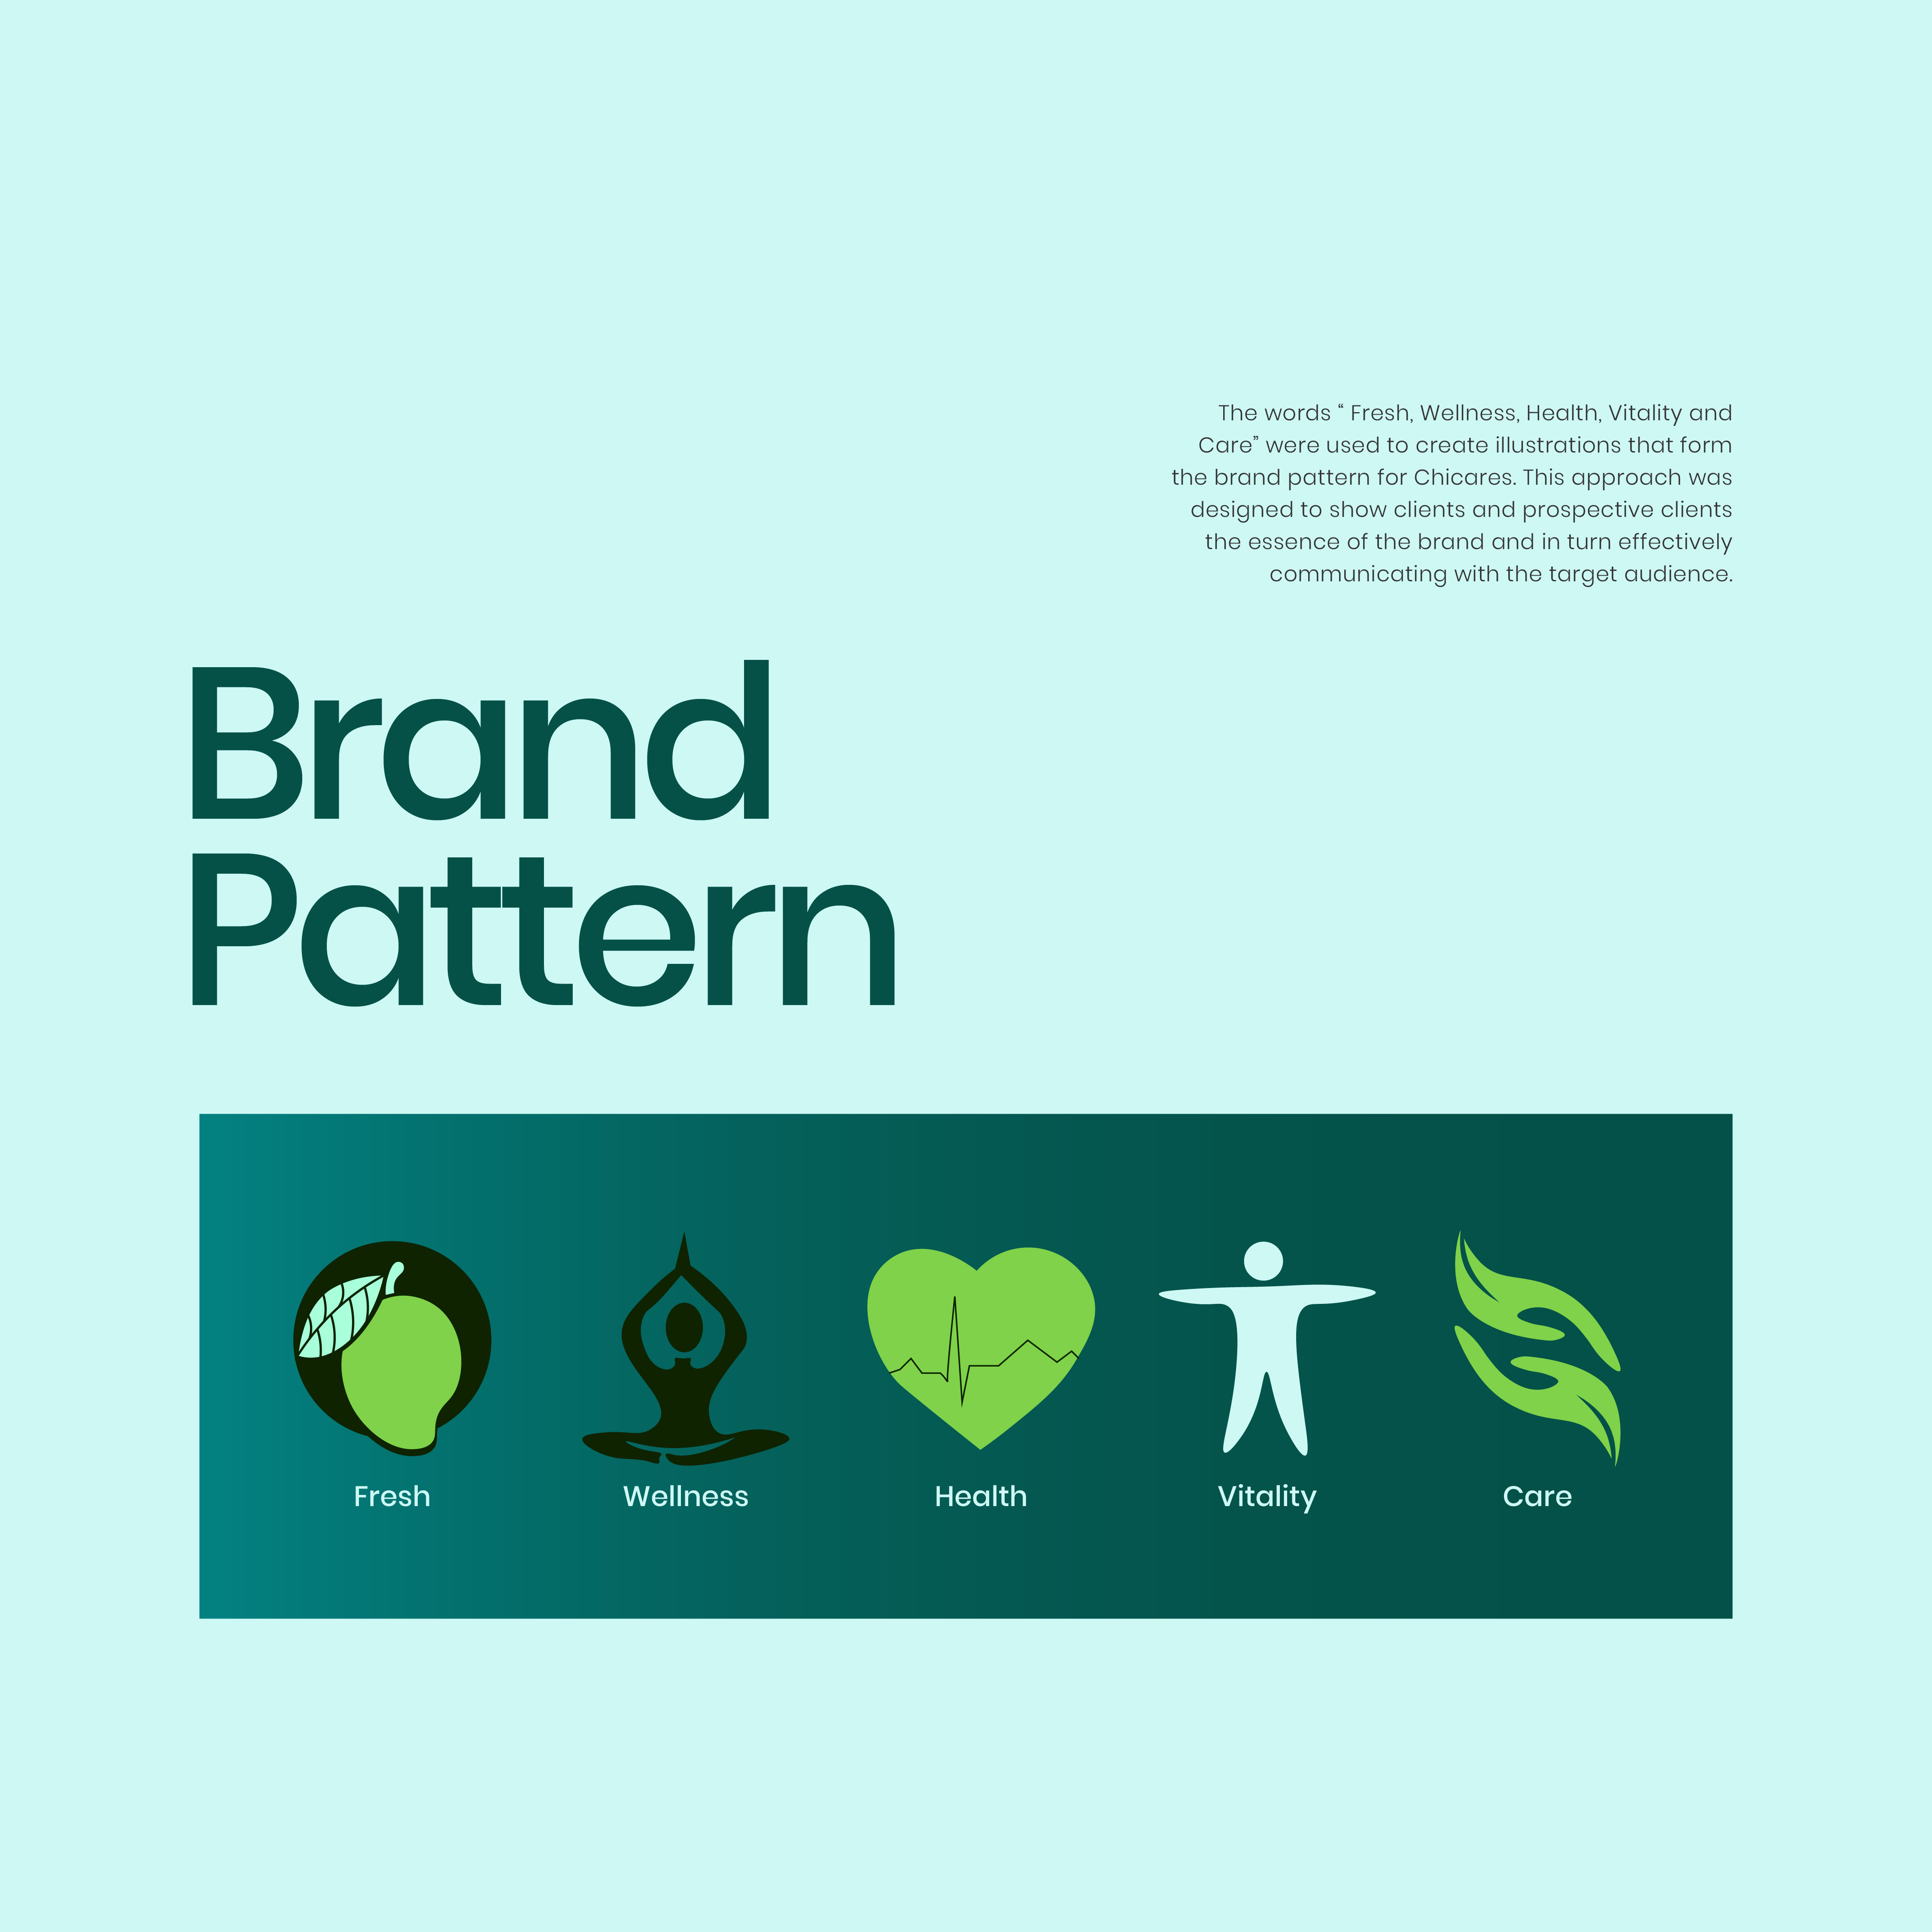 The words “ Fresh, Wellness, Health, Vitality and
Care” were used to create illustrations that form
the brand pattern for Chicares. This approach was
designed to show clients and prospective clients
the essence of the brand and in turn effectively
communicating with the target audience.
Brand
Pattern
Fresh
Wellness
Health
Vitality
Care